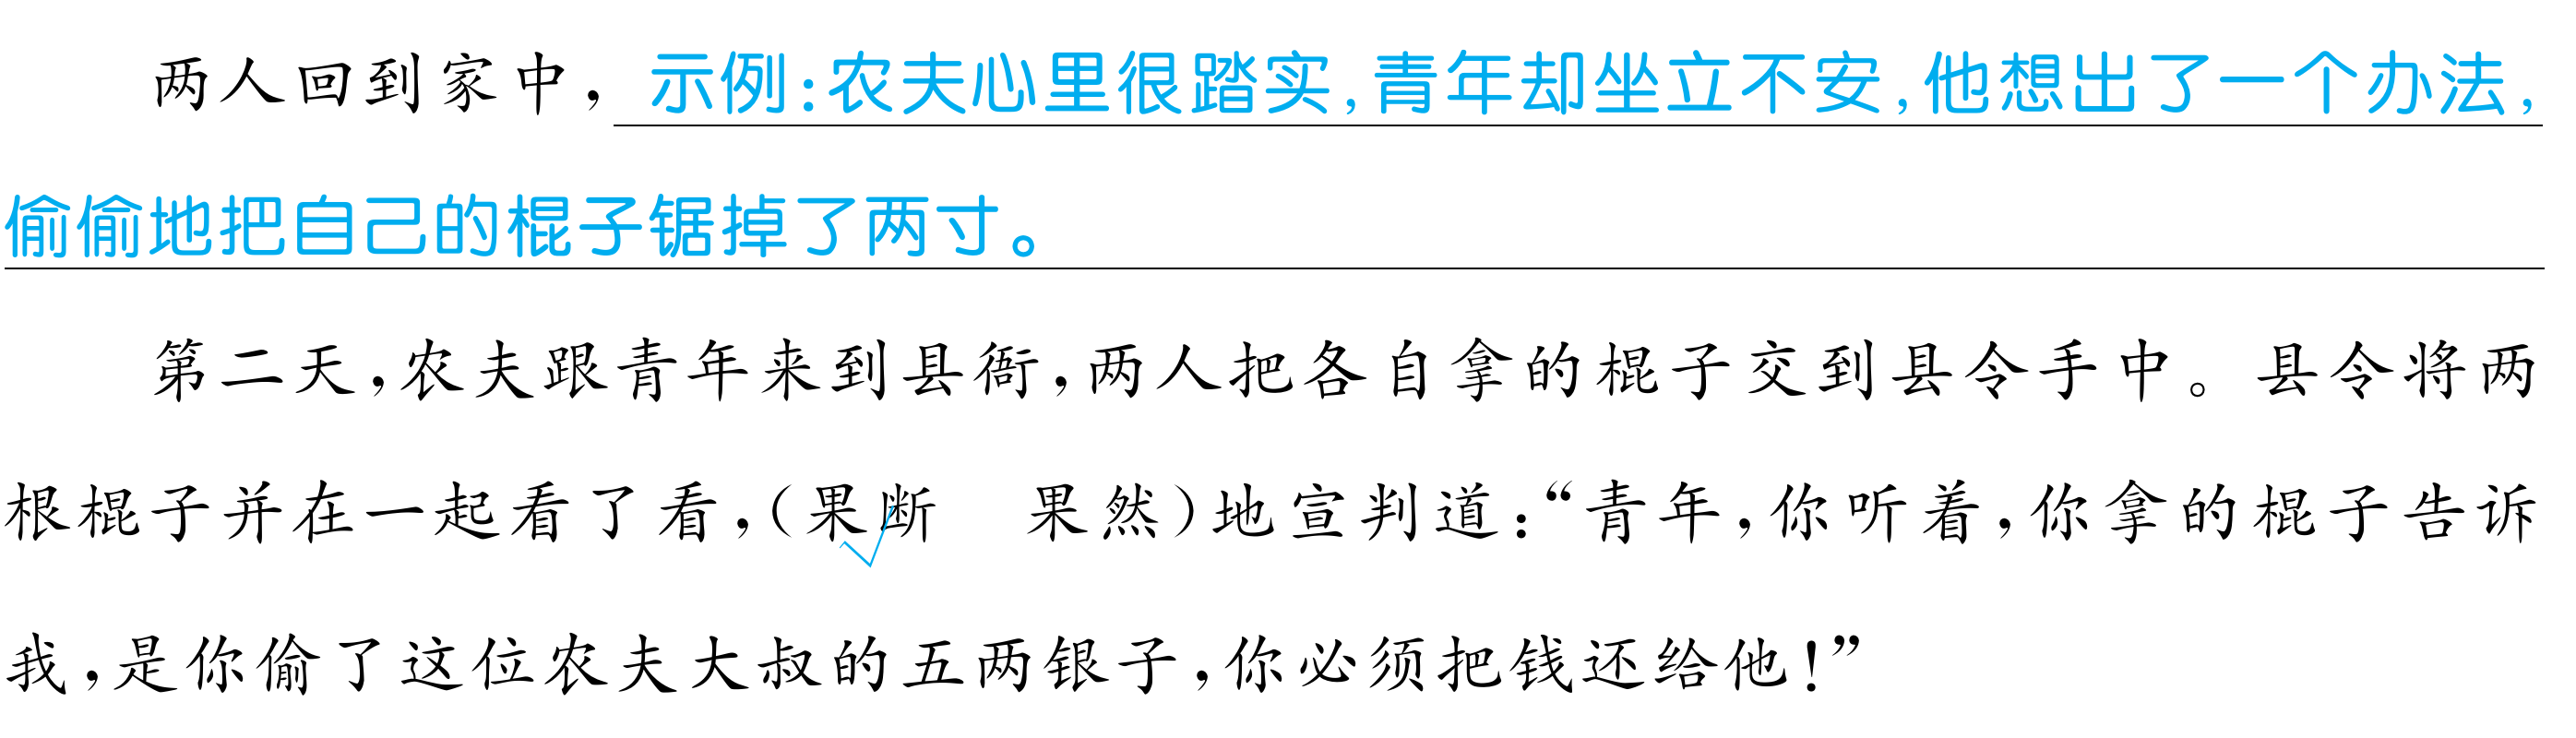 两人回到家中，示例：农夫心里很踏实，青年却坐立不安，他想出了一个办法，
偷偷地把自己的棍子锯掉了两寸。
第二天，农夫跟青年来到县衙，两人把各自拿的棍子交到县令手中。县令将两
根棍子并在一起看了看，（果断　果然）地宣判道：“青年，你听着，你拿的棍子告诉
我，是你偷了这位农夫大叔的五两银子，你必须把钱还给他！”